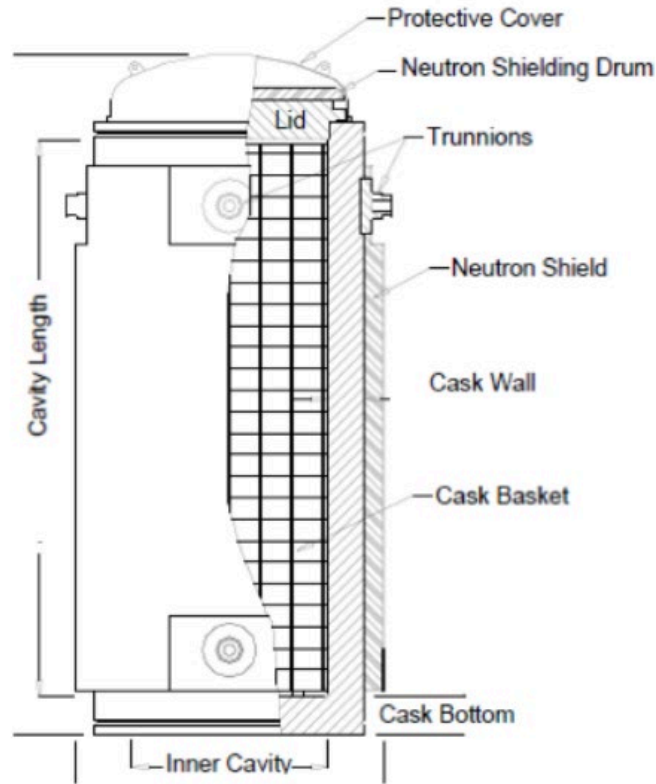 Protective Cover
Neutron Shielding Drum
Lid
Trunnions
Neutron Shield
Cavity Length
Cask Wall
Cask Basket
Cask Bottom
Inner Cavity